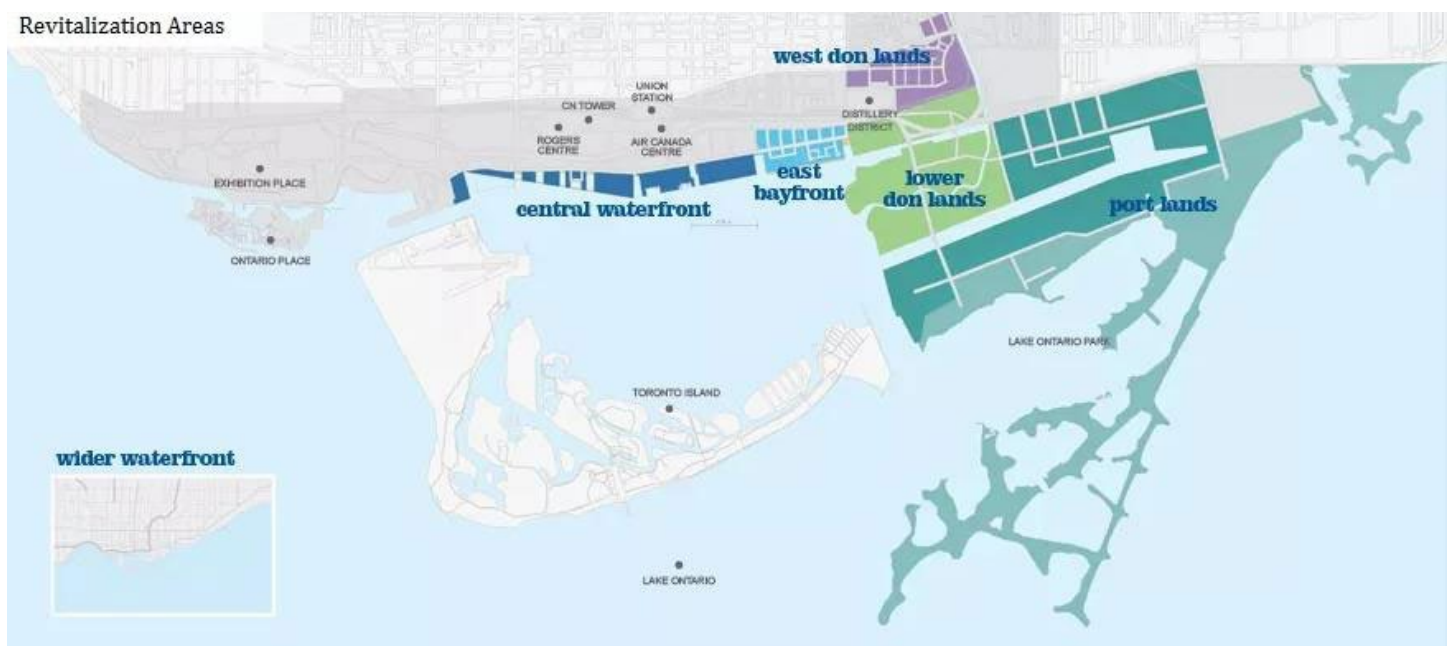 Revitalization Areas
west don lands
UNION
STATION
CN TOWER
DISTILLERY
DISTRICT
ROGERS
CENTRE
AIR CANADA
CENTRE
EXHIBITION PLACE
east
bayfront
lower
don lands
port lands
central waterfront
ONTARIO PLACE
LAKE ONTARIO PARK
TORONTO ISLAND
wider waterfront
LAKE ONTARIO